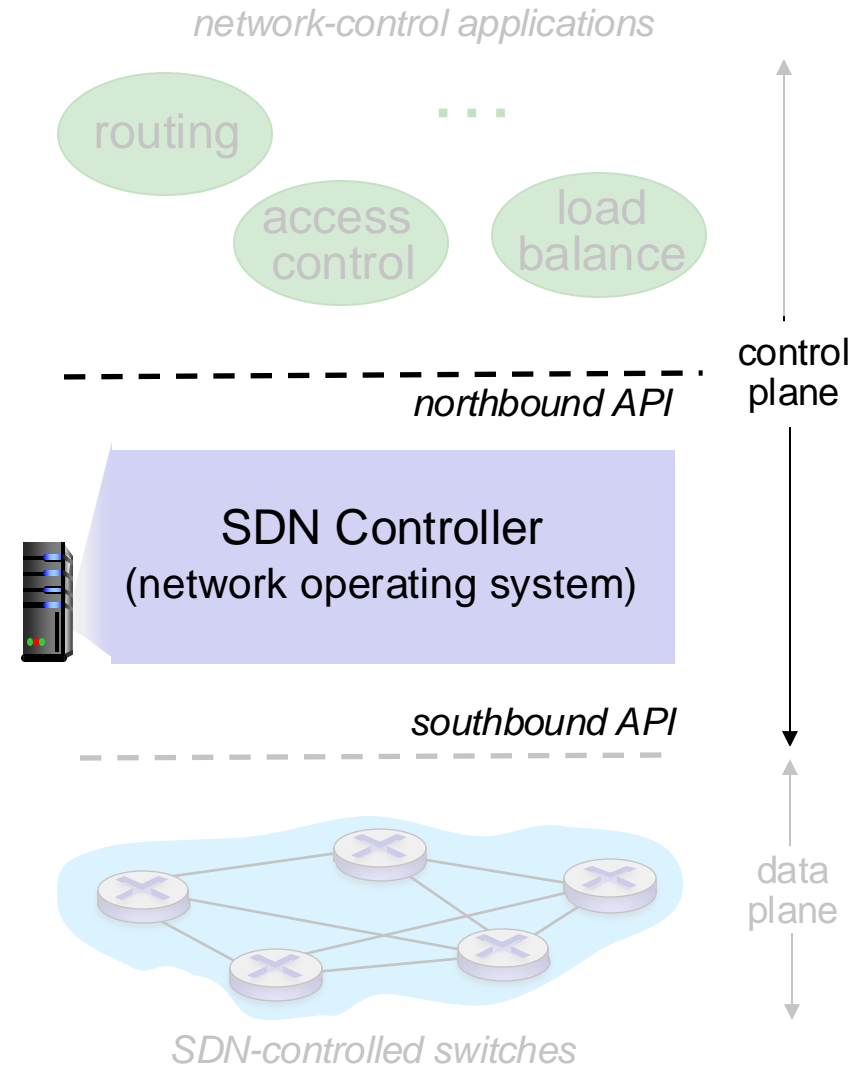 network-control applications
routing
. . .
access
control
load
balance
control
plane
northbound API
SDN Controller
(network operating system)
southbound API
data
plane
SDN-controlled switches